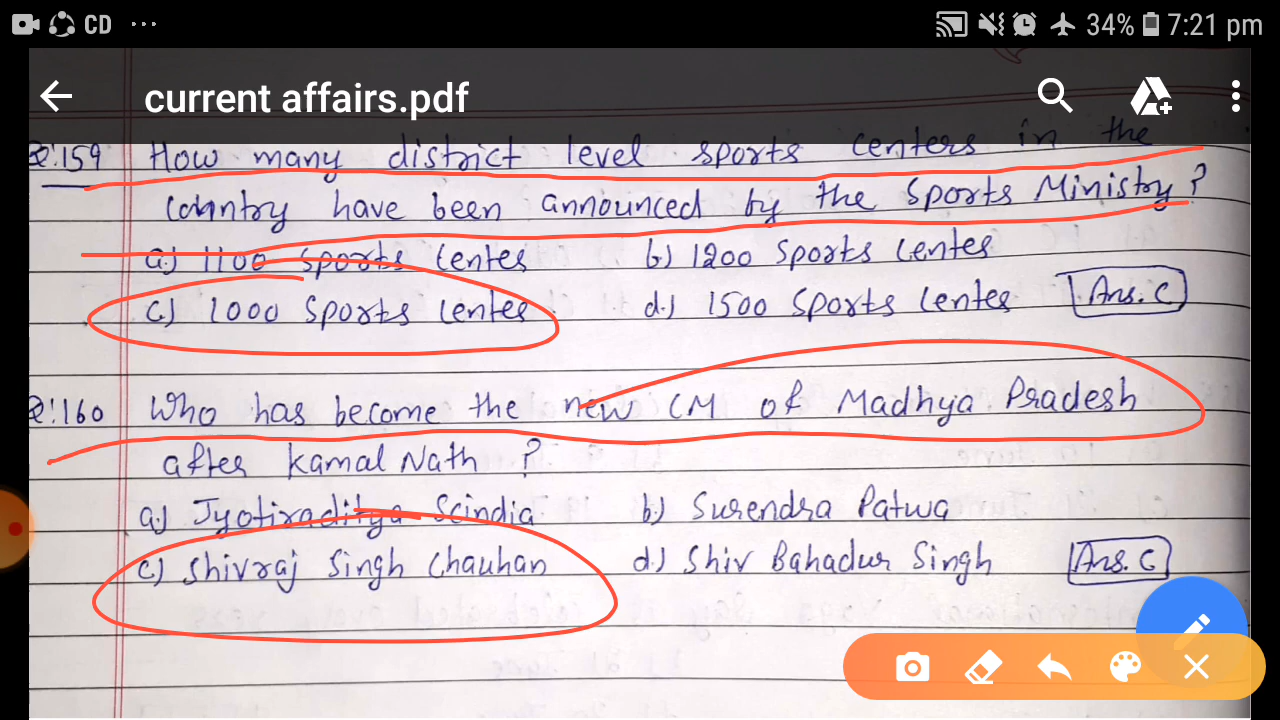 CD ... 34% 7:21 pm
current affairs.pdf
Q.159 How many district level sports centers in the
country have been announced by the Sports Ministry?
a.) 1100 Sports Centes b.) 1200 Sports Centes
c.) 1000 Sports Centes d.) 1500 Sports Centes Ans. C
Q.160 Who has become the new CM of Madhya Pradesh
after Kamal Nath ?
a.) Jyotiraditya Scindia b.) Surendra Patwa
c.) Shivraj Singh Chauhan d.) Shiv Bahadur Singh Ans. C